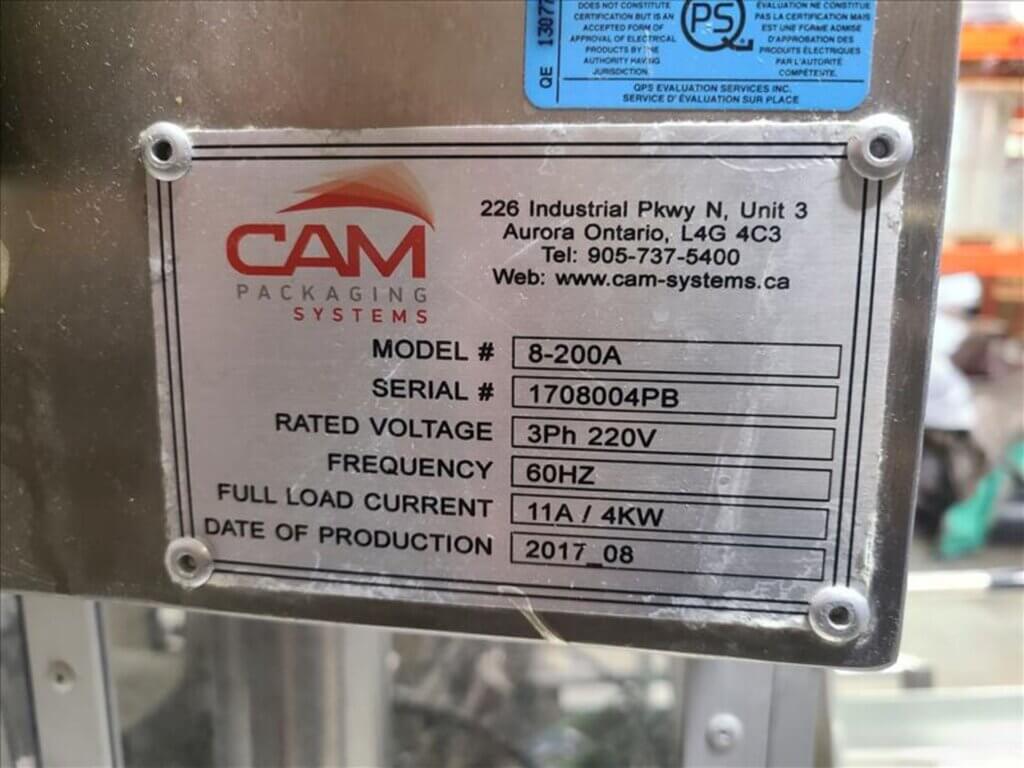 DOES NOT CONSTITUTE
CERTIFICATION BUT IS AN
ACCEPTED FORM OF
APPROVAL OF ELECTRICAL
PRODUCTS BY THE
AUTHORITY HAVING
JURISDICTION.
QE 1307
PS
ÉVALUATION NE CONSTITUE
PAS LA CERTIFICATION MAIS
EST UNE FORME ADMISE
D'APPROBATION DES
PRODUITS ÉLECTRIQUES
PAR L'AUTORITÉ
COMPÉTENTE.
QPS EVALUATION SERVICES INC.
SERVICE D' ÉVALUATION SUR PLACE
CAM
PACKAGING
SYSTEMS
226 Industrial Pkwy N, Unit 3
Aurora Ontario, L4G 4C3
Tel: 905-737-5400
Web: www.cam-systems.ca
MODEL # 8-200A
SERIAL # 1708004PB
RATED VOLTAGE 3Ph 220V
FREQUENCY 60HZ
FULL LOAD CURRENT 11A / 4KW
DATE OF PRODUCTION 2017_08